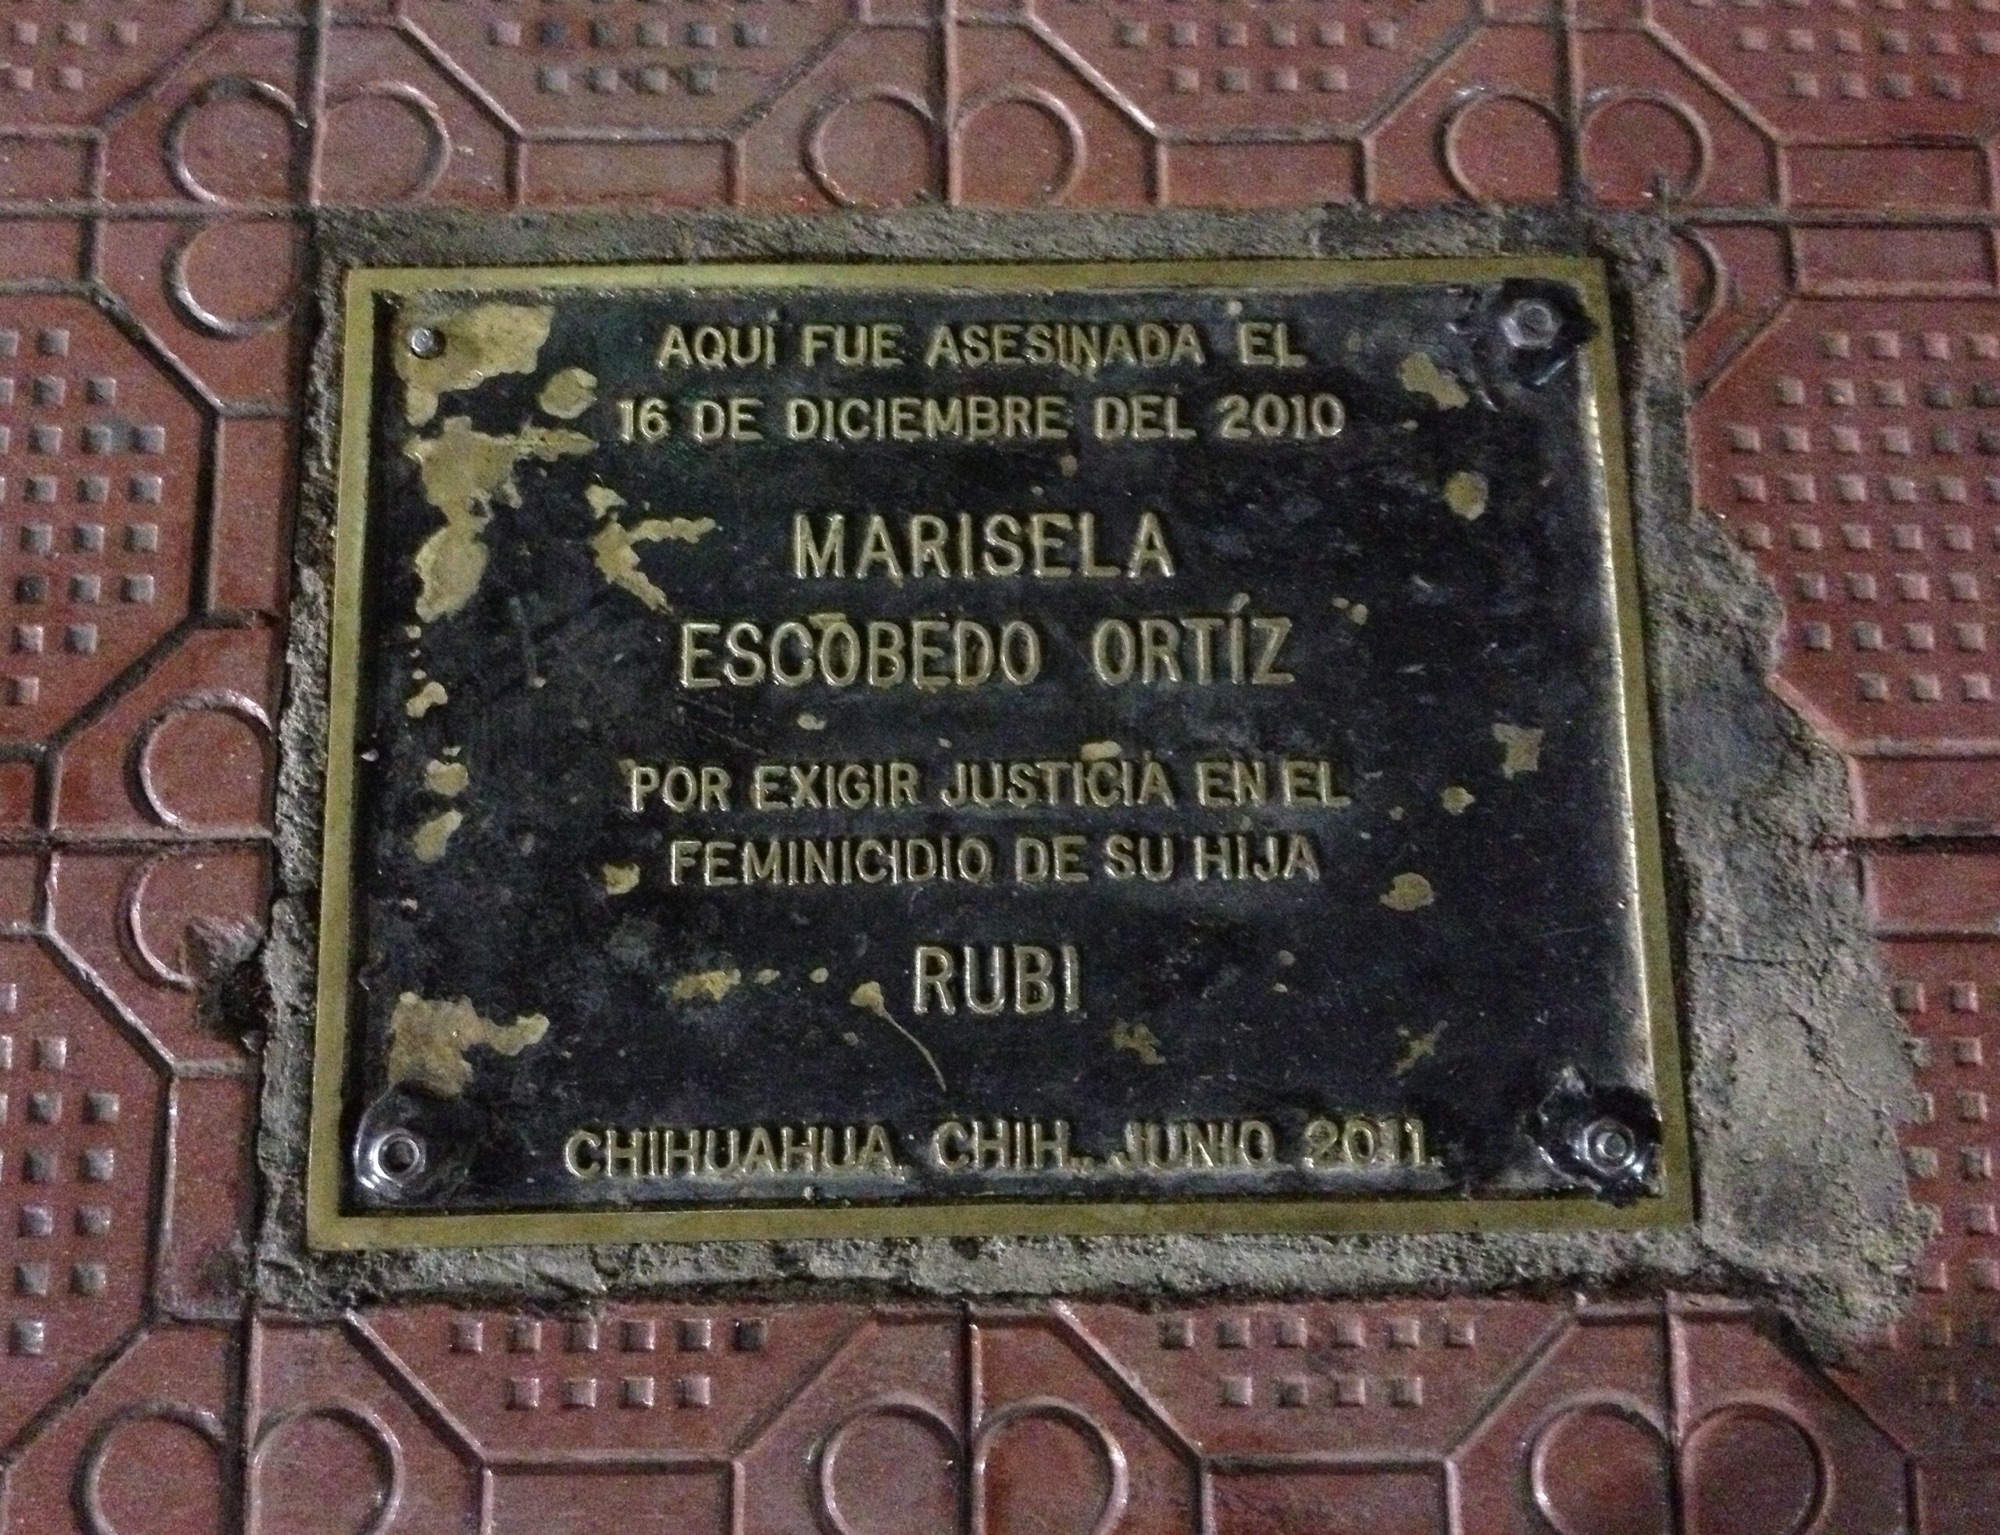 AQUÍ FUE ASESINADA EL
16 DE DICIEMBRE DEL 2010
MARISELA
ESCOBEDO ORTÍZ
POR EXIGIR JUSTICIA EN EL
FEMINICIDIO DE SU HIJA
RUBI
CHIHUAHUA, CHIH., JUNIO 2011.